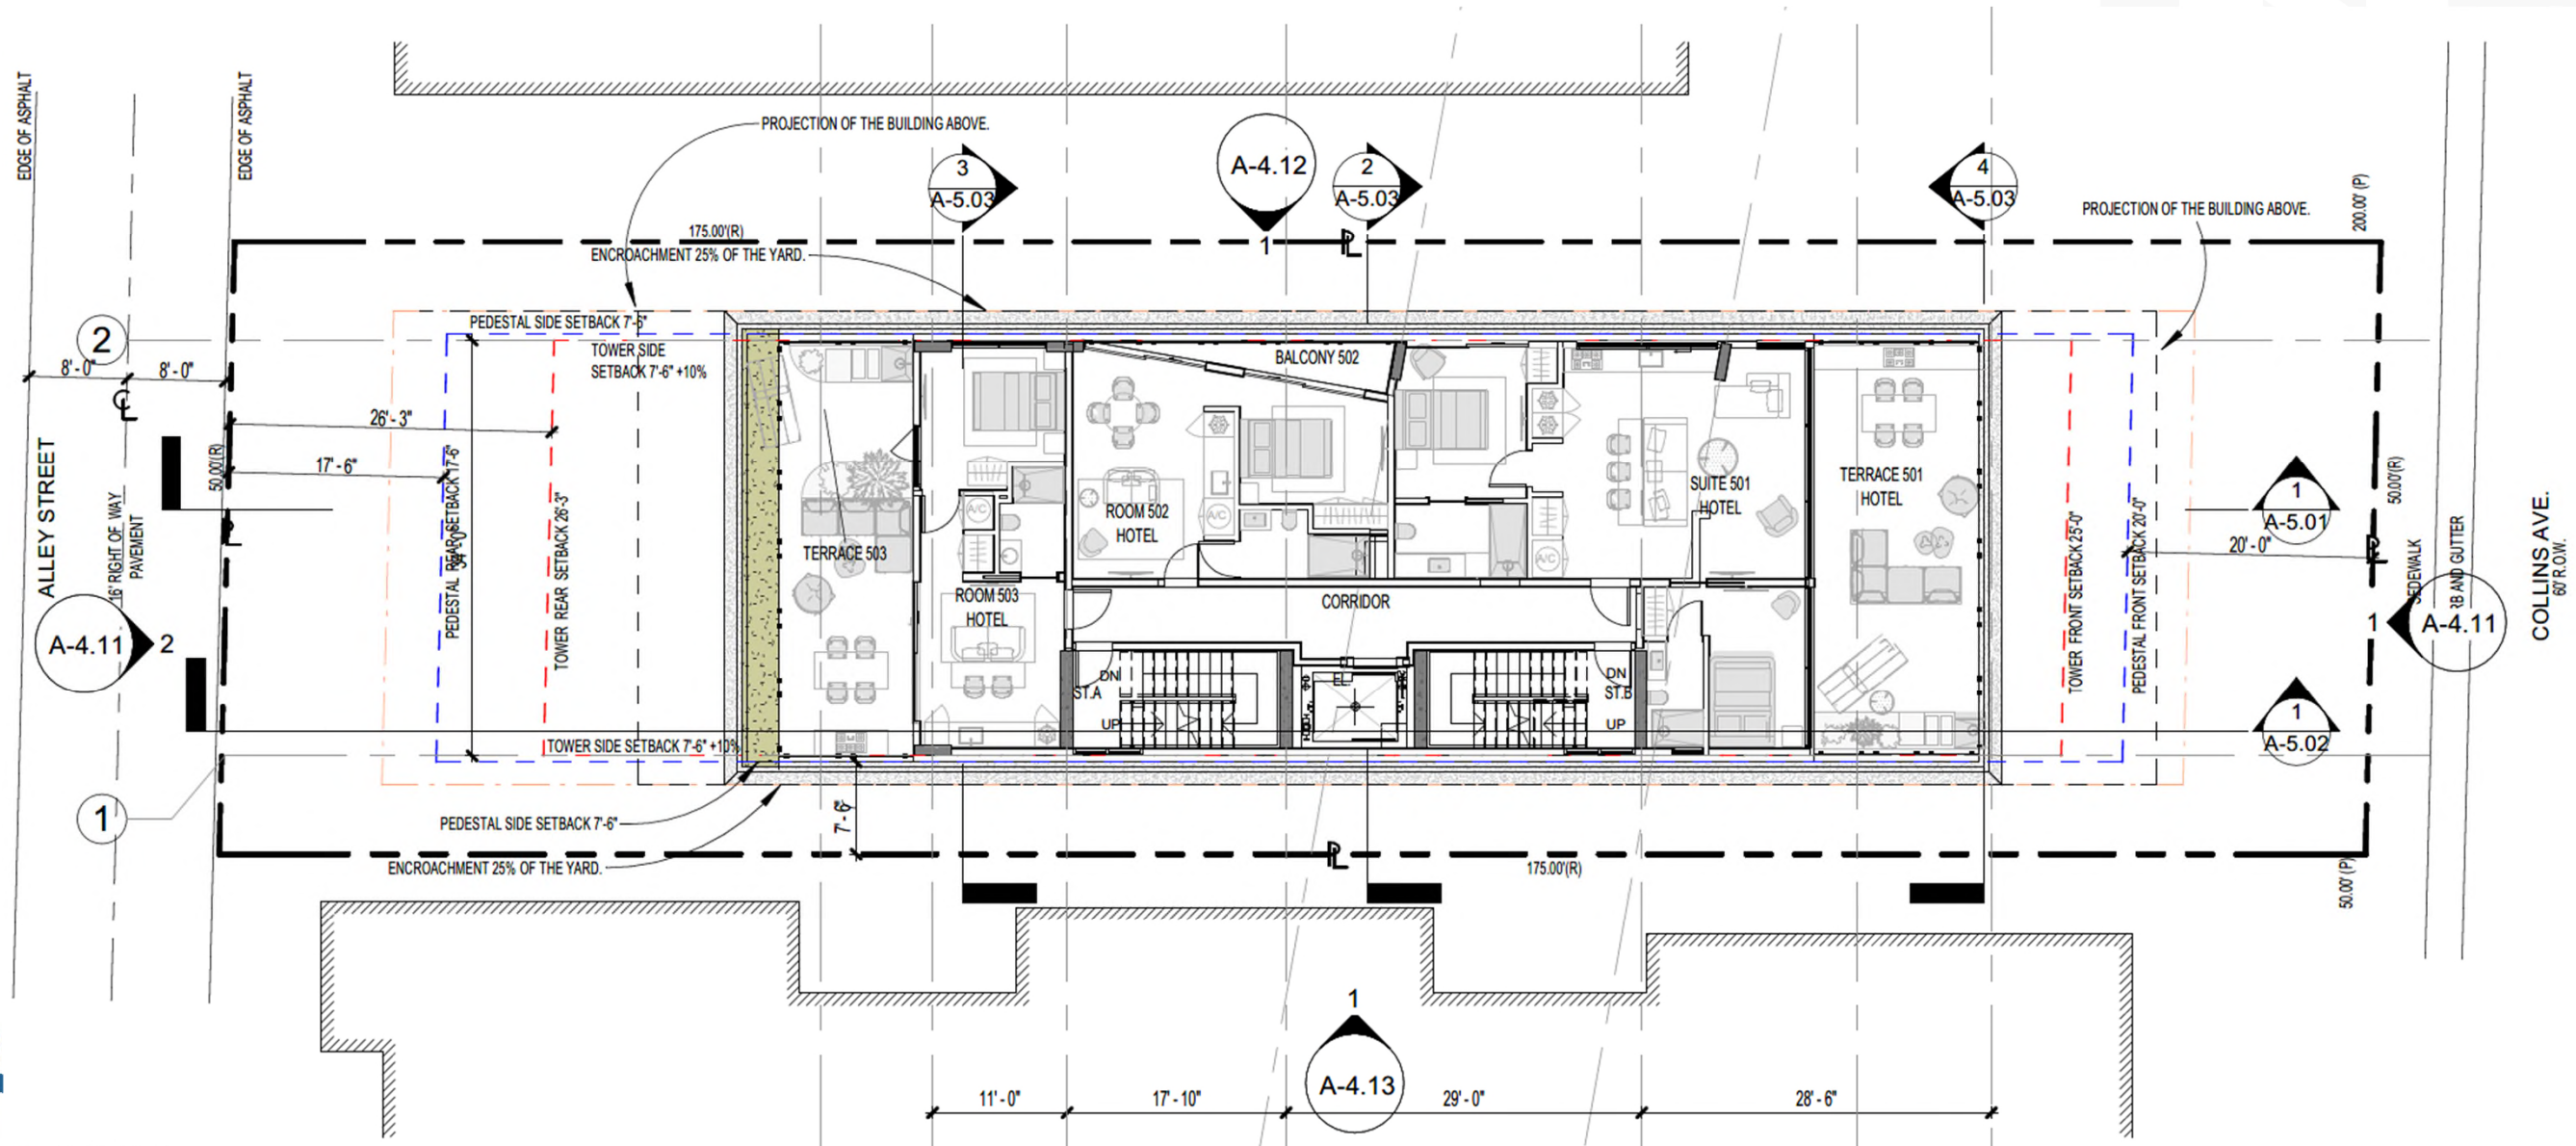 EDGE OF ASPHALT
EDGE OF ASPHALT
PROJECTION OF THE BUILDING ABOVE.
3
A-5.03
A-4.12
1
2
A-5.03
4
A-5.03
PROJECTION OF THE BUILDING ABOVE.
200.00' (P)
175.00'(R)
ENCROACHMENT 25% OF THE YARD.
PEDESTAL SIDE SETBACK 7'-6"
TOWER SIDE
SETBACK 7'-6" +10%
2
8' - 0"
8' - 0"
26' - 3"
17' - 6"
50.00'(R)
ALLEY STREET
16' RIGHT OF WAY
PAVEMENT
A-4.11
2
PEDESTAL REAR SETBACK 17'-6"
TOWER REAR SETBACK 26'-3"
TERRACE 503
ROOM 503
HOTEL
A/C
ROOM 502
HOTEL
A/C
BALCONY 502
A/C
SUITE 501
HOTEL
TERRACE 501
HOTEL
CORRIDOR
DN
ST.A
UP
EL.
DN
ST.B
UP
TOWER FRONT SETBACK 25'-0"
PEDESTAL FRONT SETBACK 20'-0"
1
A-5.01
20' - 0"
50.00'(R)
1
A-4.11
COLLINS AVE.
60' R.O.W.
1
A-5.02
TOWER SIDE SETBACK 7'-6" +10%
1
PEDESTAL SIDE SETBACK 7'-6"
7' - 6"
ENCROACHMENT 25% OF THE YARD.
175.00'(R)
50.00' (P)
1
A-4.13
11' - 0"
17' - 10"
29' - 0"
28' - 6"